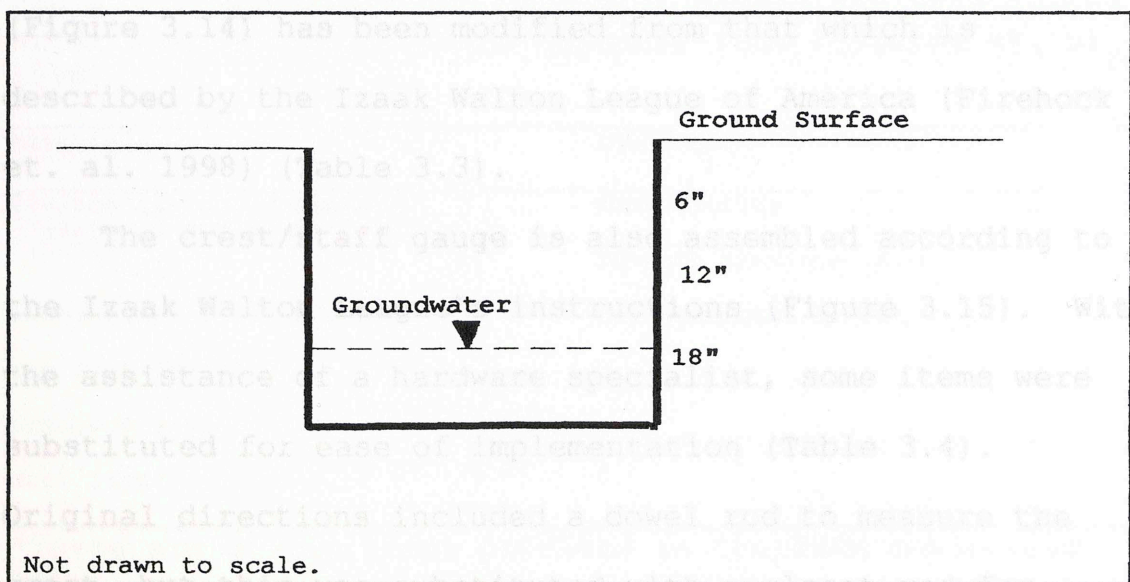 (Figure 3.14) has been modified from that which is
described by the Izaak Walton League of America (Firehock
Ground Surface
et. al. 1998) (Table 3.3).
6"
The crest/staff gauge is also assembled according to
12"
the Izaak Walton instructions (Figure 3.15). Wit
Groundwater
18"
the assistance of a hardware specialist, some items were
substituted for ease of implementation (Table 3.4).
Original directions included a dowel rod to measure the
Not drawn to scale.